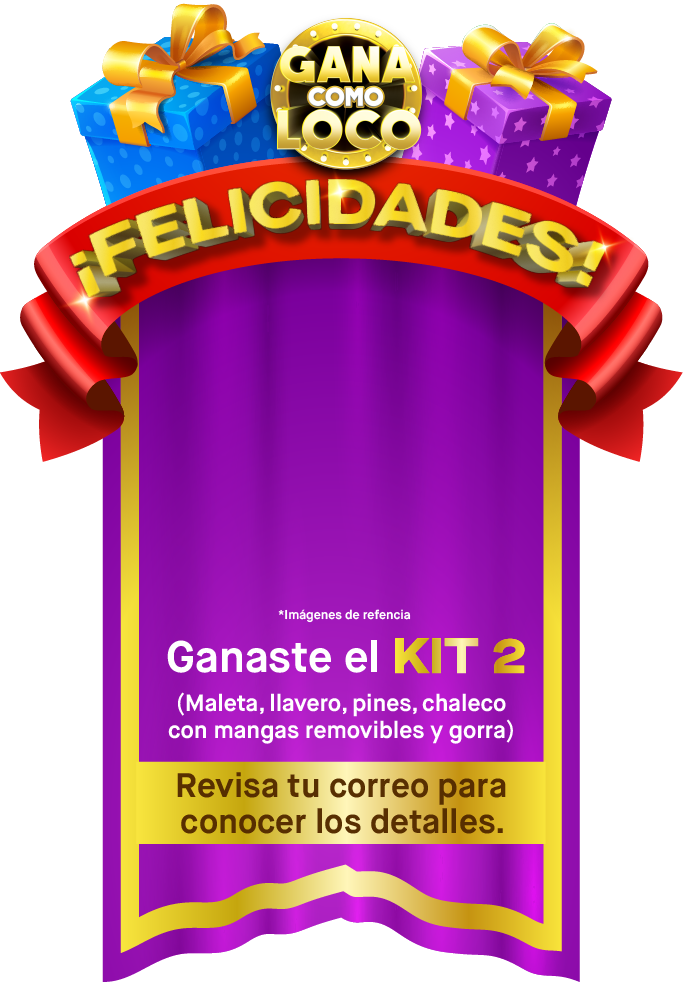 GANA
COMO
LOCO
¡FELICIDADES!
*Imágenes de refencia
Ganaste el KIT 2
(Maleta, llavero, pines, chaleco
con mangas removibles y gorra)
Revisa tu correo para
conocer los detalles.